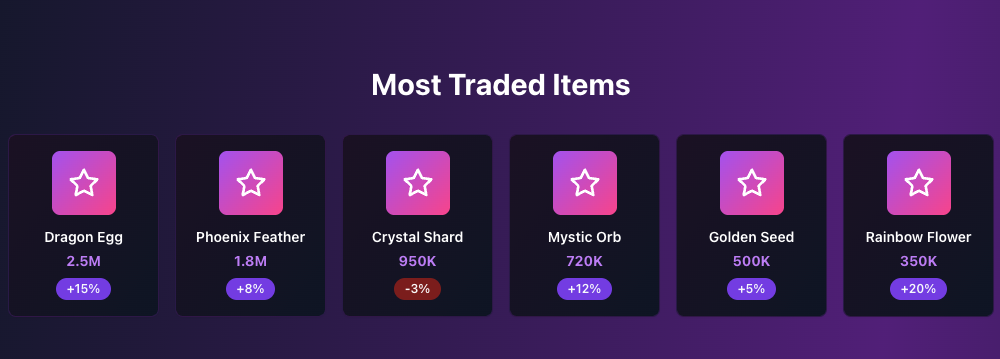 Most Traded Items
Dragon Egg
2.5M
+15%
Phoenix Feather
1.8M
+8%
Crystal Shard
950K
-3%
Mystic Orb
720K
+12%
Golden Seed
500K
+5%
Rainbow Flower
350K
+20%